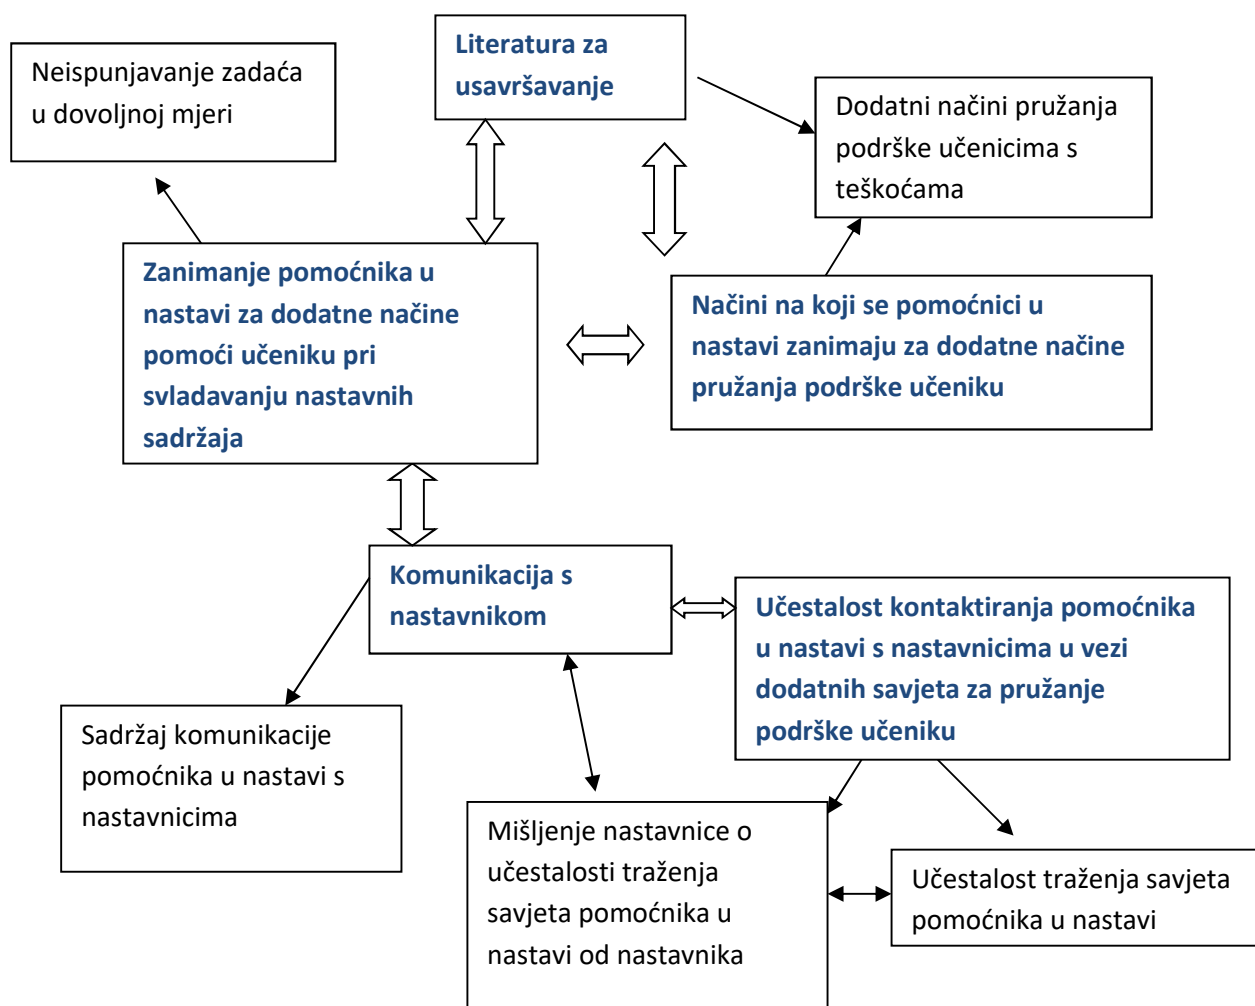 Literatura za
usavršavanje
Neispunjavanje zadaća
u dovoljnoj mjeri
Dodatni načini pružanja
podrške učenicima s
teškoćama
Zanimanje pomoćnika u
nastavi za dodatne načine
pomoći učeniku pri
svladavanju nastavnih
sadržaja
Načini na koji se pomoćnici u
nastavi zanimaju za dodatne načine
pružanja podrške učeniku
Komunikacija s
nastavnikom
Učestalost kontaktiranja pomoćnika
u nastavi s nastavnicima u vezi
dodatnih savjeta za pružanje
podrške učeniku
Sadržaj komunikacije
pomoćnika u nastavi s
nastavnicima
Mišljenje nastavnice o
učestalosti traženja
savjeta pomoćnika u
nastavi od nastavnika
Učestalost traženja savjeta
pomoćnika u nastavi